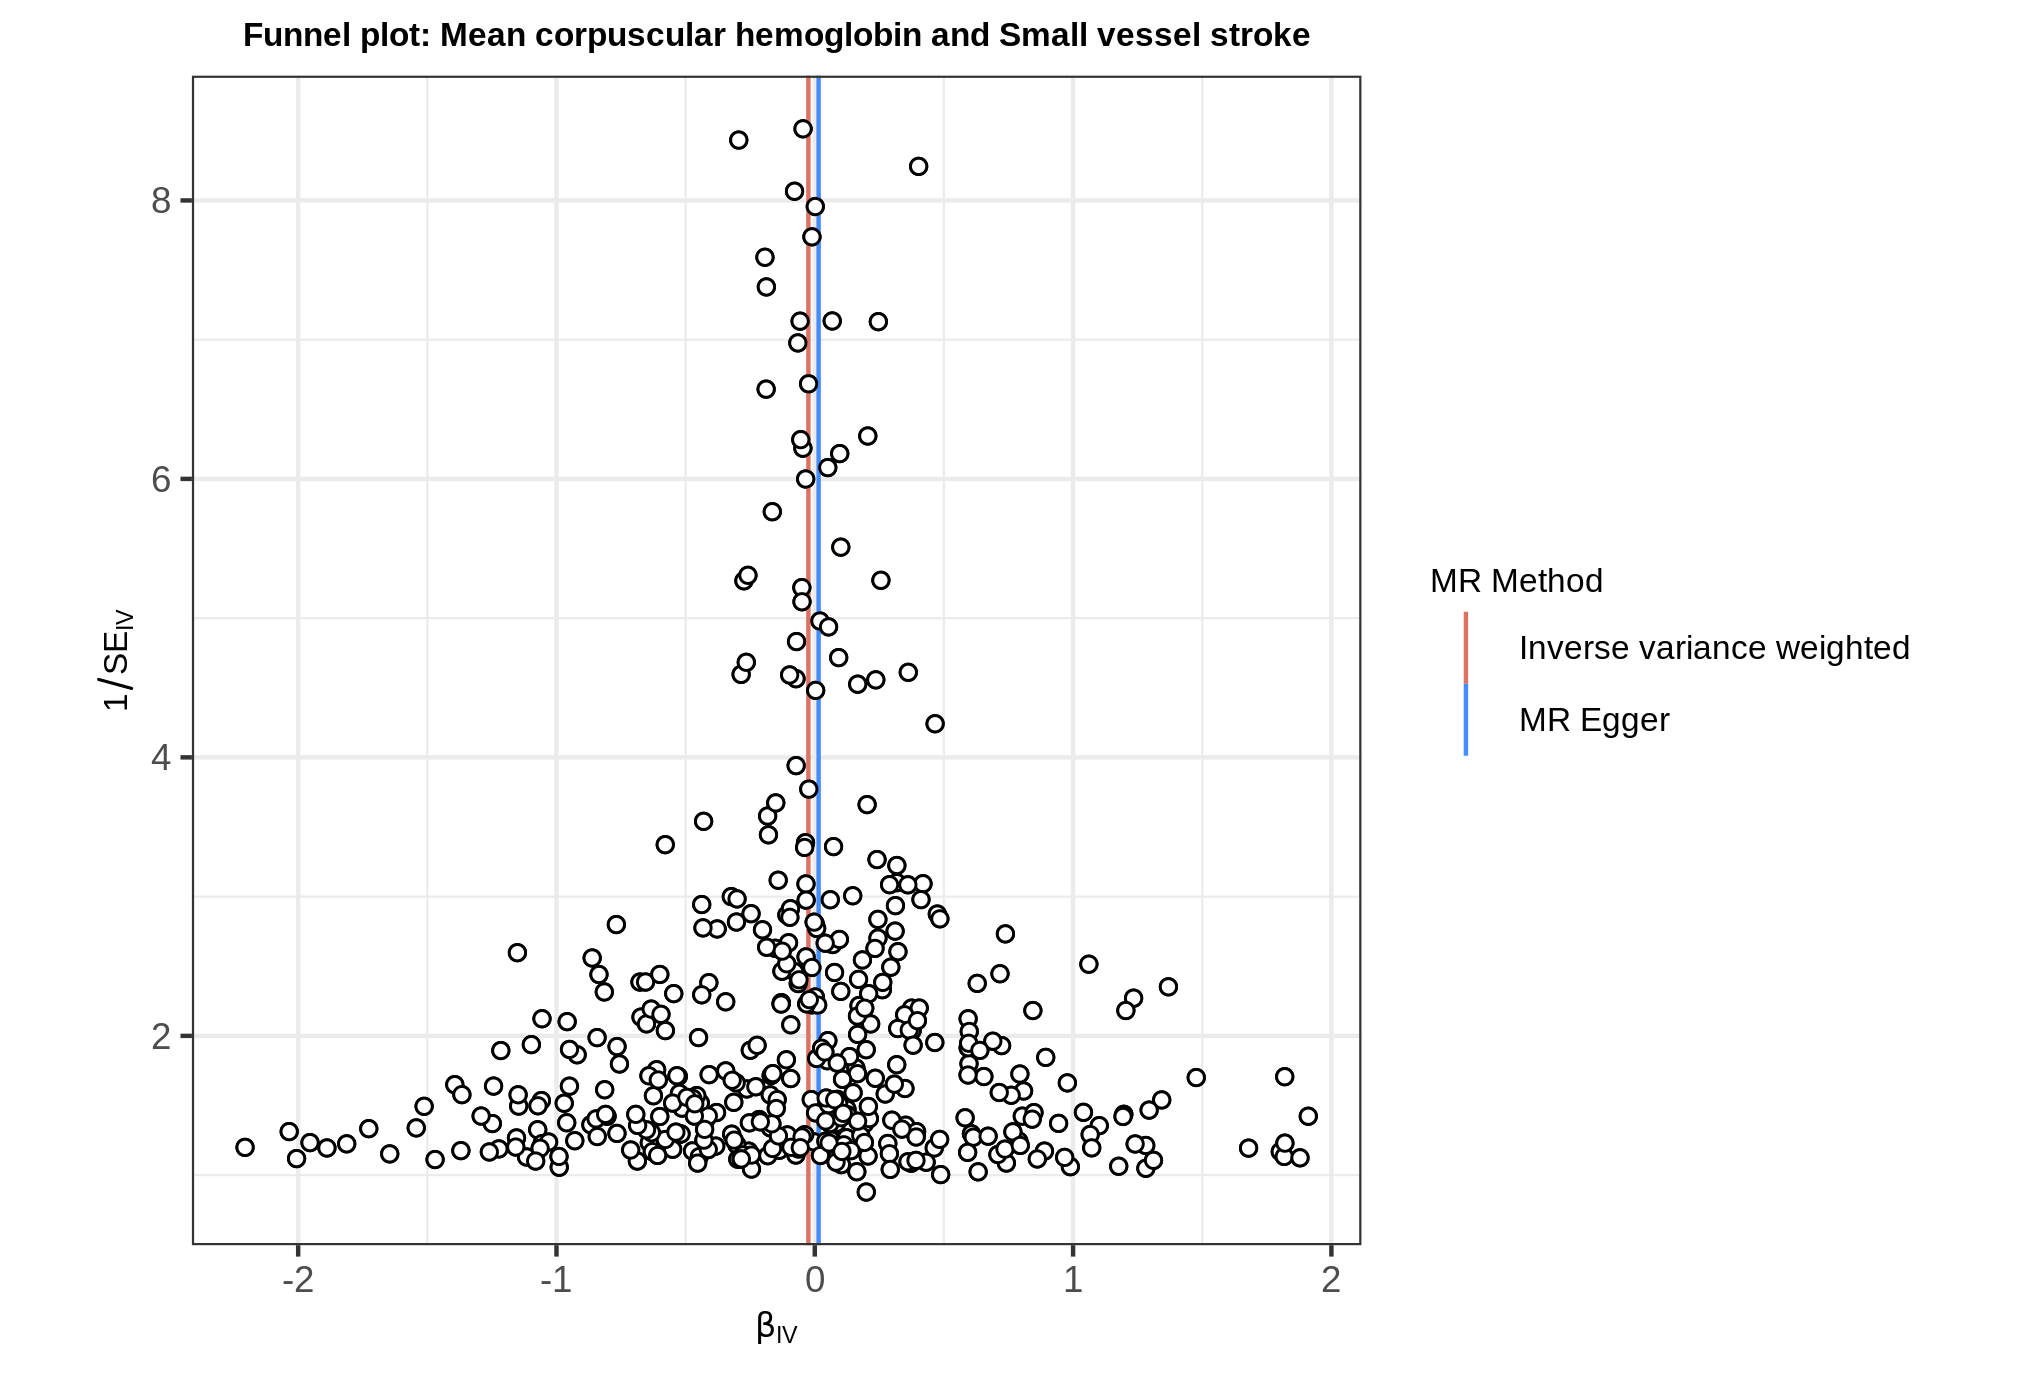 Funnel plot: Mean corpuscular hemoglobin and Small vessel stroke
8
6
4
2
1/SEIV
-2 -1 0 1 2
βIV
MR Method
Inverse variance weighted
MR Egger